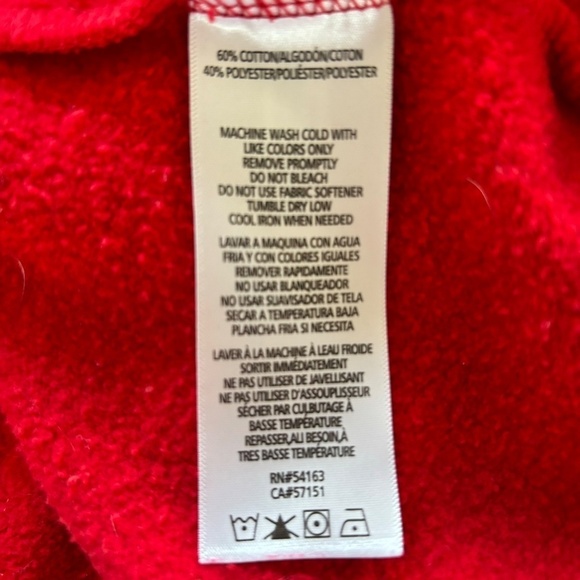 60% COTTON/ALGODÓN/COTON
40% POLYESTER/POLIÉSTER/POLYESTER
MACHINE WASH COLD WITH
LIKE COLORS ONLY
REMOVE PROMPTLY
DO NOT BLEACH
DO NOT USE FABRIC SOFTENER
TUMBLE DRY LOW
COOL IRON WHEN NEEDED
LAVAR A MAQUINA CON AGUA
FRIA Y CON COLORES IGUALES
REMOVER RAPIDAMENTE
NO USAR BLANQUEADOR
NO USAR SUAVISADOR DE TELA
SECAR A TEMPERATURA BAJA
PLANCHA FRIA SI NECESITA
LAVER À LA MACHINE À LEAU FROIDE
SORTIR IMMÉDIATEMENT
NE PAS UTILISER DE JAVELLISANT
NE PAS UTILISER D'ASSOUPLISSEUR
SÉCHER PAR CULBUTAGE À
BASSE TEMPÉRATURE
REPASSER,AU BESOIN,À
TRES BASSE TEMPÉRATURE
RN#54163
CA#57151